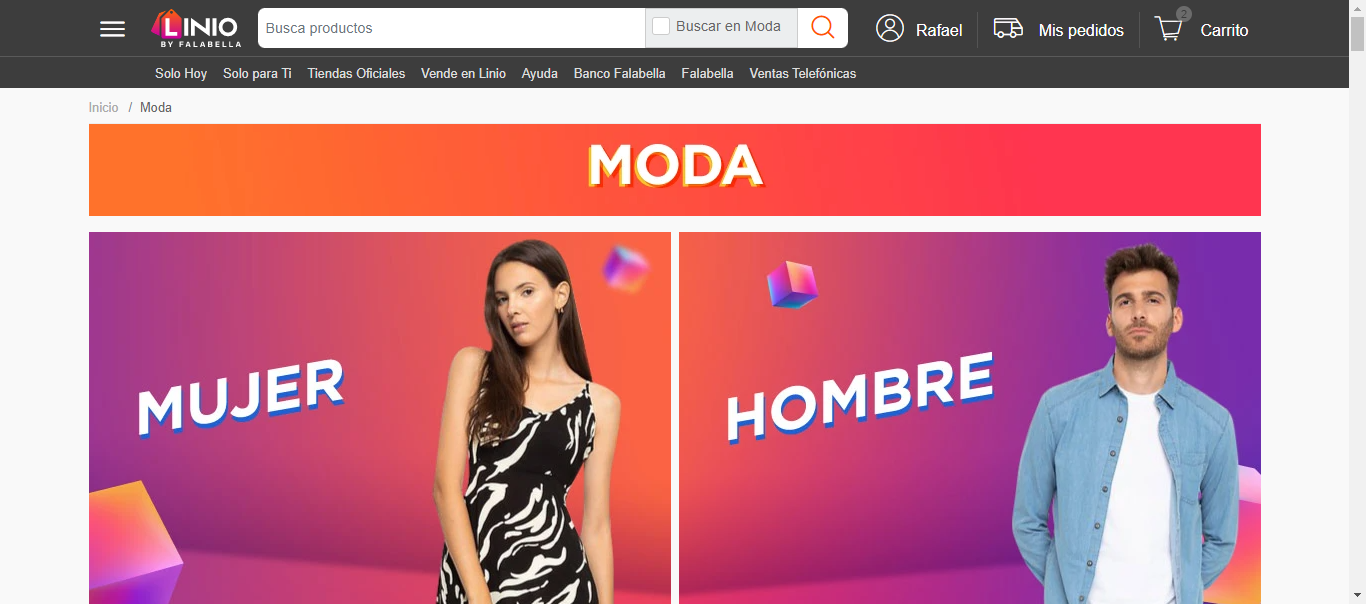 LINIO
BY FALABELLA
Busca productos
Buscar en Moda
Rafael
Mis pedidos
2
Carrito
Solo Hoy
Solo para Ti
Tiendas Oficiales
Vende en Linio
Ayuda
Banco Falabella
Falabella
Ventas Telefónicas
Inicio / Moda
MODA
MUJER
HOMBRE